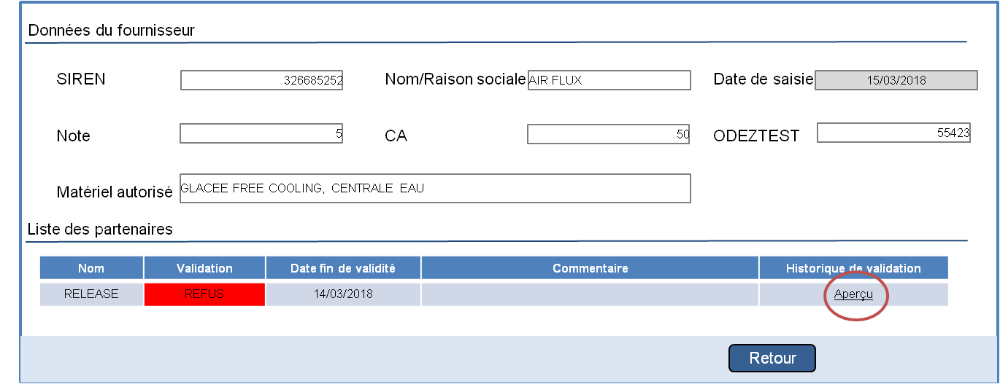 Données du fournisseur
SIREN 326685252 Nom/Raison sociale AIR FLUX Date de saisie 15/03/2018
Note 5 CA 50 ODEZTEST 55423
Matériel autorisé GLACEE FREE COOLING, CENTRALE EAU
Liste des partenaires
Nom Validation Date fin de validité Commentaire Historique de validation
RELEASE REFUS 14/03/2018 Aperçu
Retour